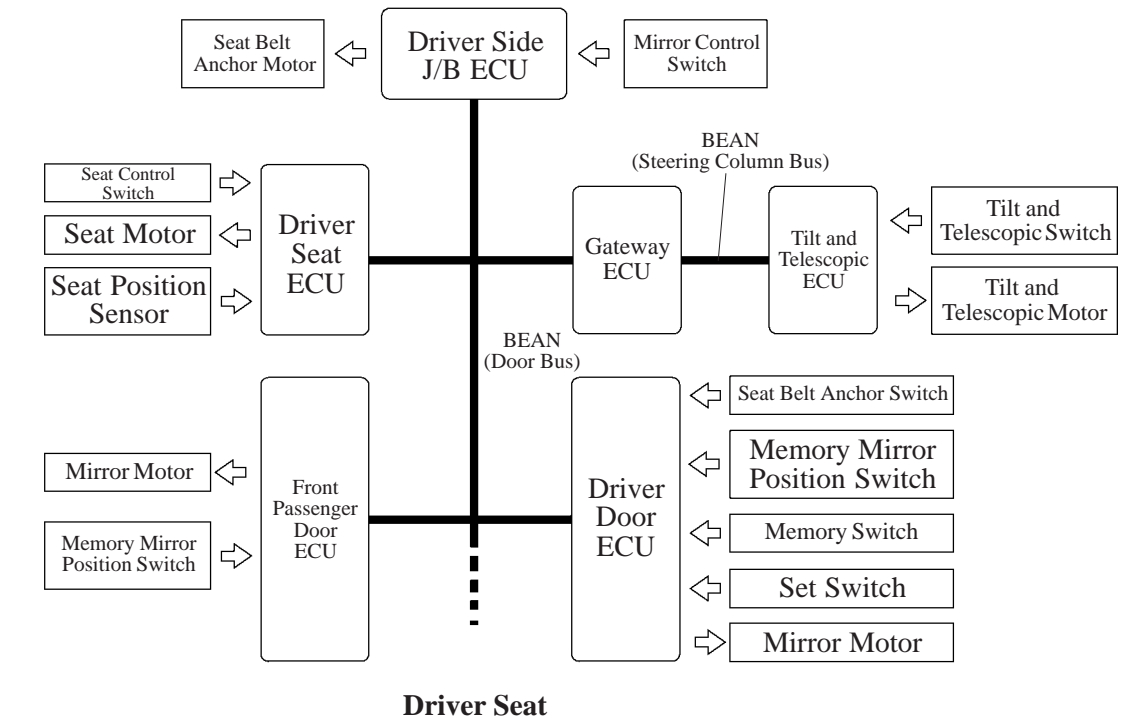 Seat Belt
Anchor Motor
Driver Side
J/B ECU
Mirror Control
Switch
BEAN
(Steering Column Bus)
Seat Control
Switch
Seat Motor
Seat Position
Sensor
Driver
Seat
ECU
Gateway
ECU
Tilt and
Telescopic
ECU
Tilt and
Telescopic Switch
Tilt and
Telescopic Motor
BEAN
(Door Bus)
Mirror Motor
Memory Mirror
Position Switch
Front
Passenger
Door
ECU
Driver
Door
ECU
Seat Belt Anchor Switch
Memory Mirror
Position Switch
Memory Switch
Set Switch
Mirror Motor
Driver Seat